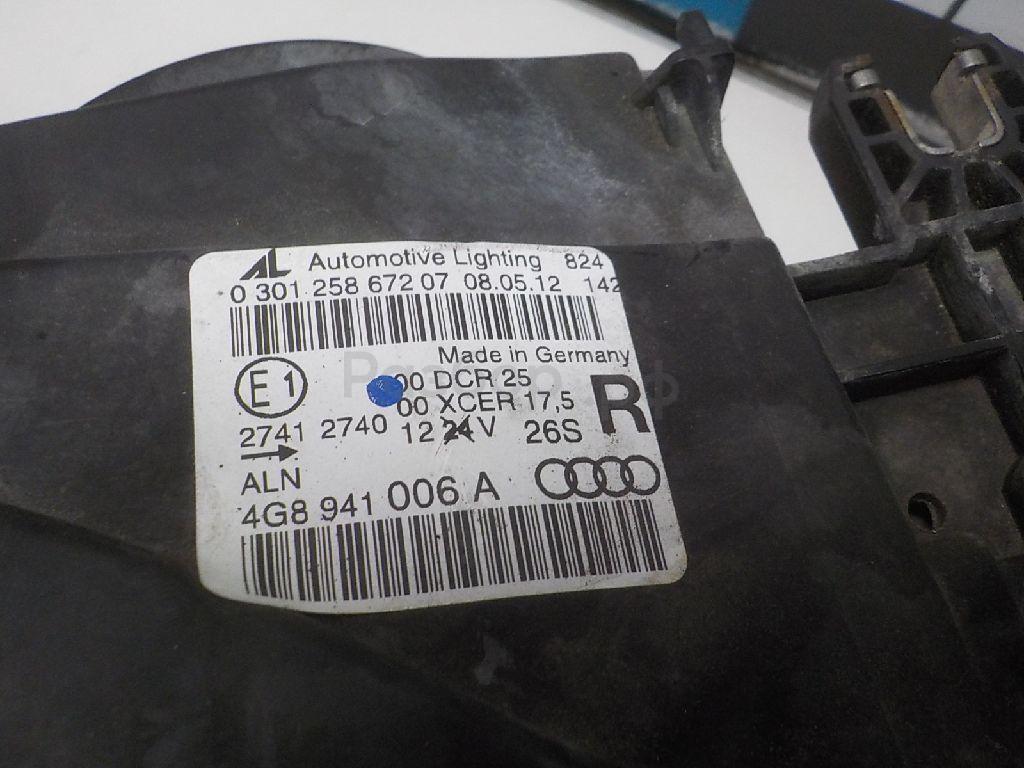 AL Automotive Lighting 824
0 301 258 672 07 08.05.12 142
Made in Germany
E1 00 DCR 25
00 XCER 17,5 R
2741 2740 12 24 V 26S
ALN
4G8 941 006 A